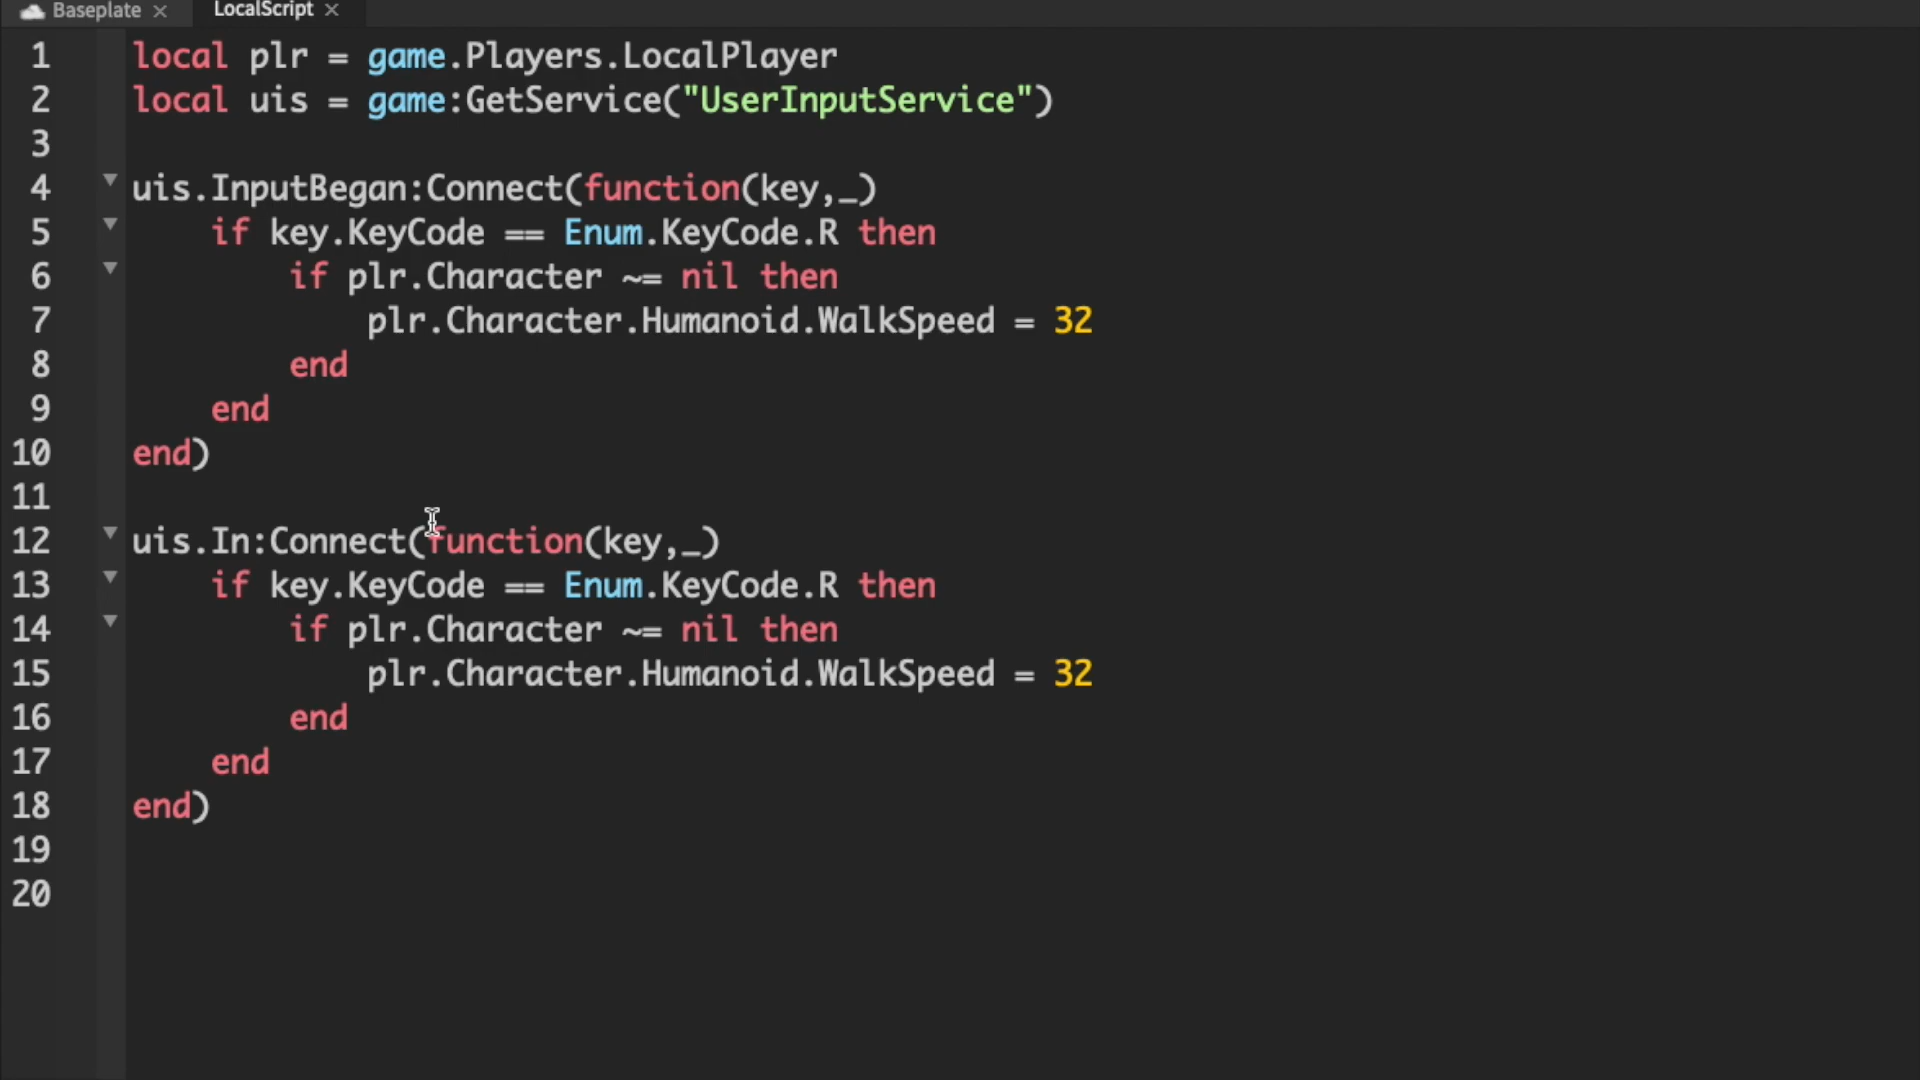 Baseplate × LocalScript ×
1 local plr = game.Players.LocalPlayer
2 local uis = game:GetService("UserInputService")
3
4 uis.InputBegan:Connect(function(key,_)
5 if key.KeyCode == Enum.KeyCode.R then
6 if plr.Character ~= nil then
7 plr.Character.Humanoid.WalkSpeed = 32
8 end
9 end
10 end)
11
12 uis.In:Connect(function(key,_)
13 if key.KeyCode == Enum.KeyCode.R then
14 if plr.Character ~= nil then
15 plr.Character.Humanoid.WalkSpeed = 32
16 end
17 end
18 end)
19
20